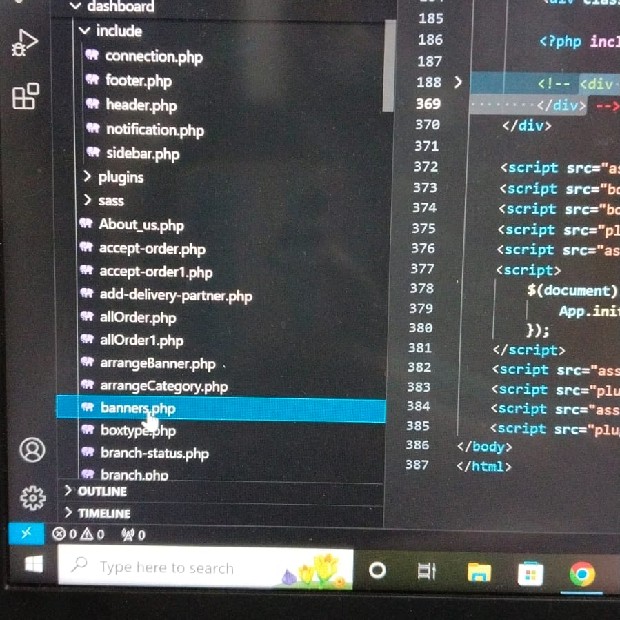 dashboard
include
connection.php
footer.php
header.php
notification.php
sidebar.php
plugins
sass
About_us.php
accept-order.php
accept-order1.php
add-delivery-partner.php
allOrder.php
allOrder1.php
arrangeBanner.php
arrangeCategory.php
banners.php
boxtype.php
branch-status.php
branch.php
OUTLINE
TIMELINE
0 0 0
Type here to search
185
186 <?php incl
187
188 <!-- <div
369 </div> -->
370 </div>
371
372 <script src="as
373 <script src="bo
374 <script src="bo
375 <script src="pl
376 <script src="as
377 <script>
378 $(document)
379 App.init
380 });
381 </script>
382 <script src="ass
383 <script src="plu
384 <script src="ass
385 <script src="plu
386 </body>
387 </html>